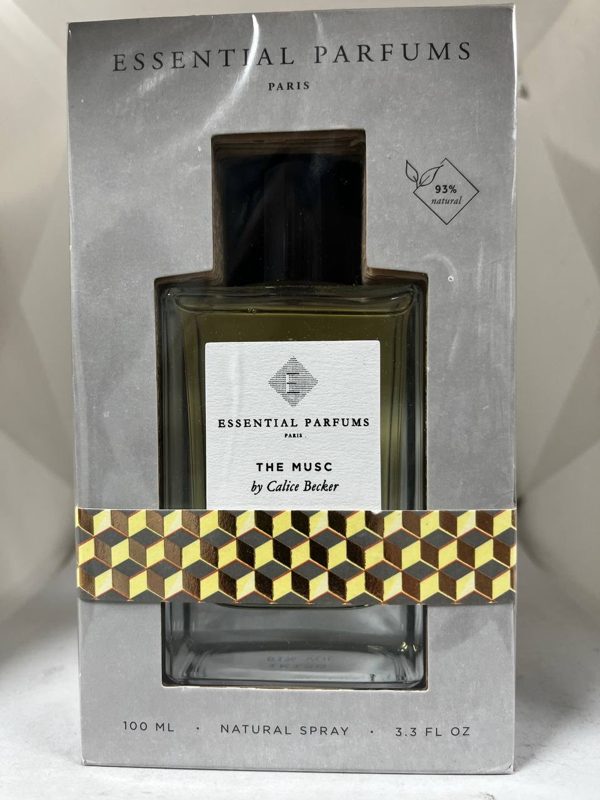 ESSENTIAL PARFUMS
PARIS
93%
natural
E
ESSENTIAL PARFUMS
PARIS
THE MUSC
by Calice Becker
100 ML • NATURAL SPRAY • 3.3 FL OZ